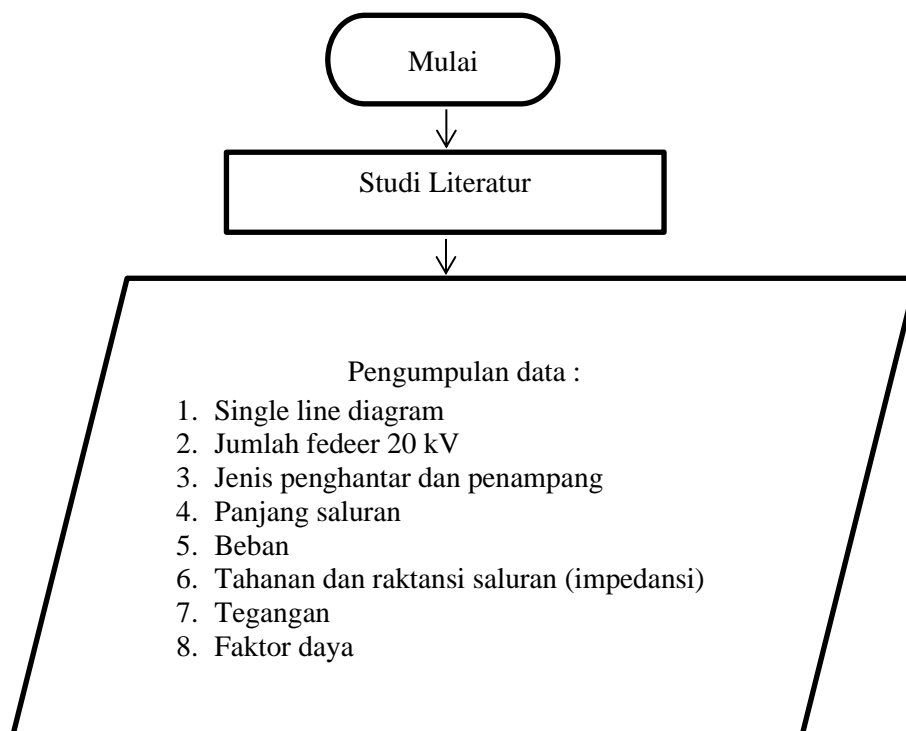 Mulai
Studi Literatur
Pengumpulan data :
1. Single line diagram
2. Jumlah fedeer 20 kV
3. Jenis penghantar dan penampang
4. Panjang saluran
5. Beban
6. Tahanan dan raktansi saluran (impedansi)
7. Tegangan
8. Faktor daya